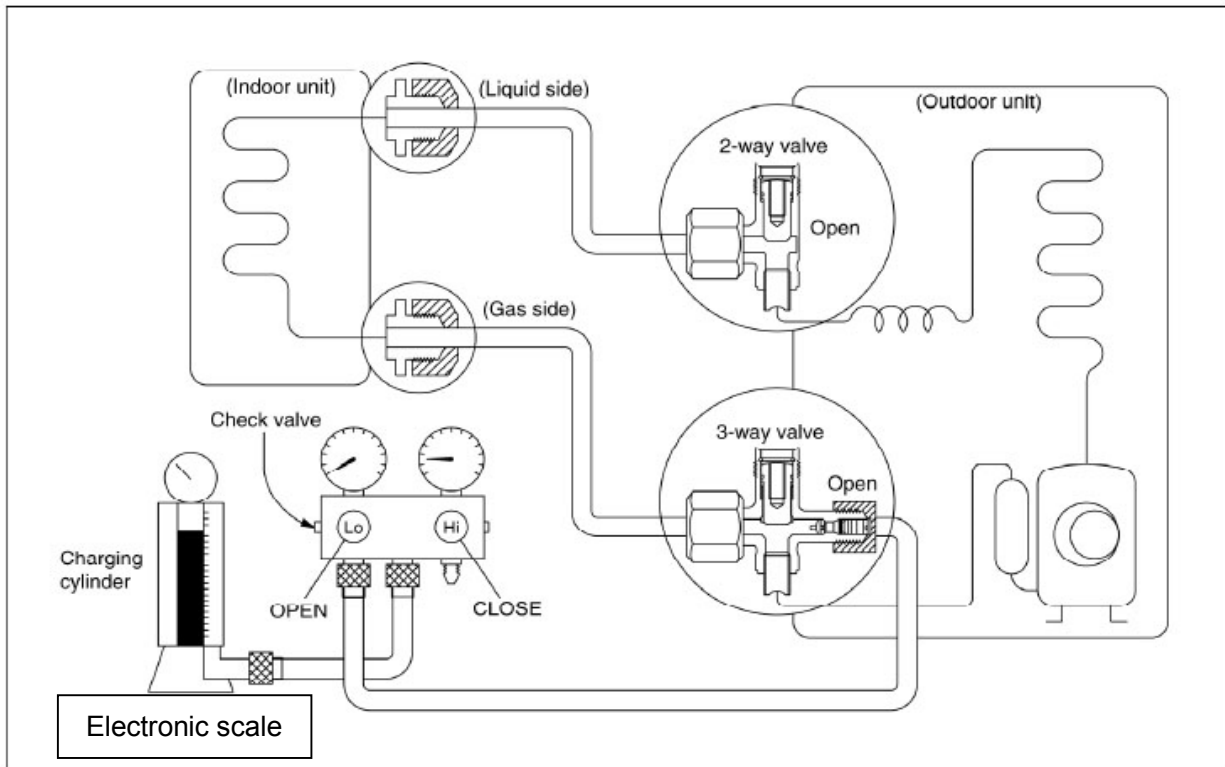 (Indoor unit)
(Liquid side)
(Outdoor unit)
2-way valve
Open
(Gas side)
3-way valve
Open
Check valve
Lo
Hi
Charging
cylinder
OPEN
CLOSE
Electronic scale